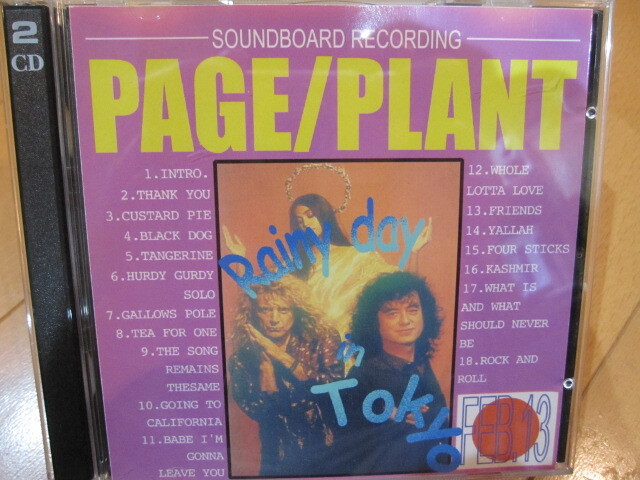 2
CD
SOUNDBOARD RECORDING
PAGE/PLANT
1.INTRO.
2.THANK YOU
3.CUSTARD PIE
4.BLACK DOG
5.TANGERINE
6.HURDY GURDY
SOLO
7.GALLOWS POLE
8.TEA FOR ONE
9.THE SONG
REMAINS
THESAME
10.GOING TO
CALIFORNIA
11.BABE I'M
GONNA
LEAVE YOU
Rainy day
in
Tokyo
12.WHOLE
LOTTA LOVE
13.FRIENDS
14.YALLAH
15.FOUR STICKS
16.KASHMIR
17.WHAT IS
AND WHAT
SHOULD NEVER
BE
18.ROCK AND
ROLL
FEB.13